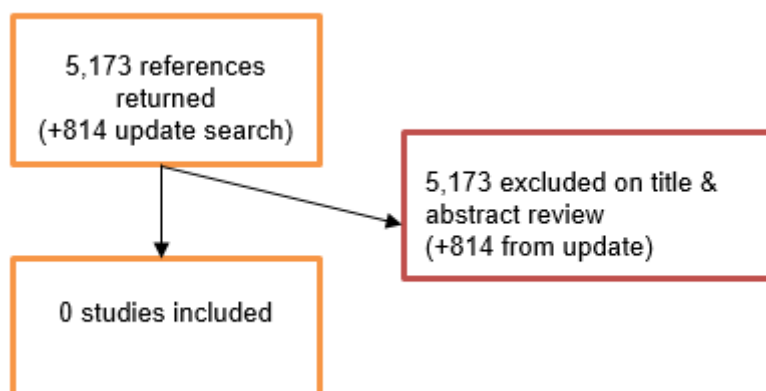 5,173 references
returned
(+814 update search)
5,173 excluded on title &
abstract review
(+814 from update)
0 studies included